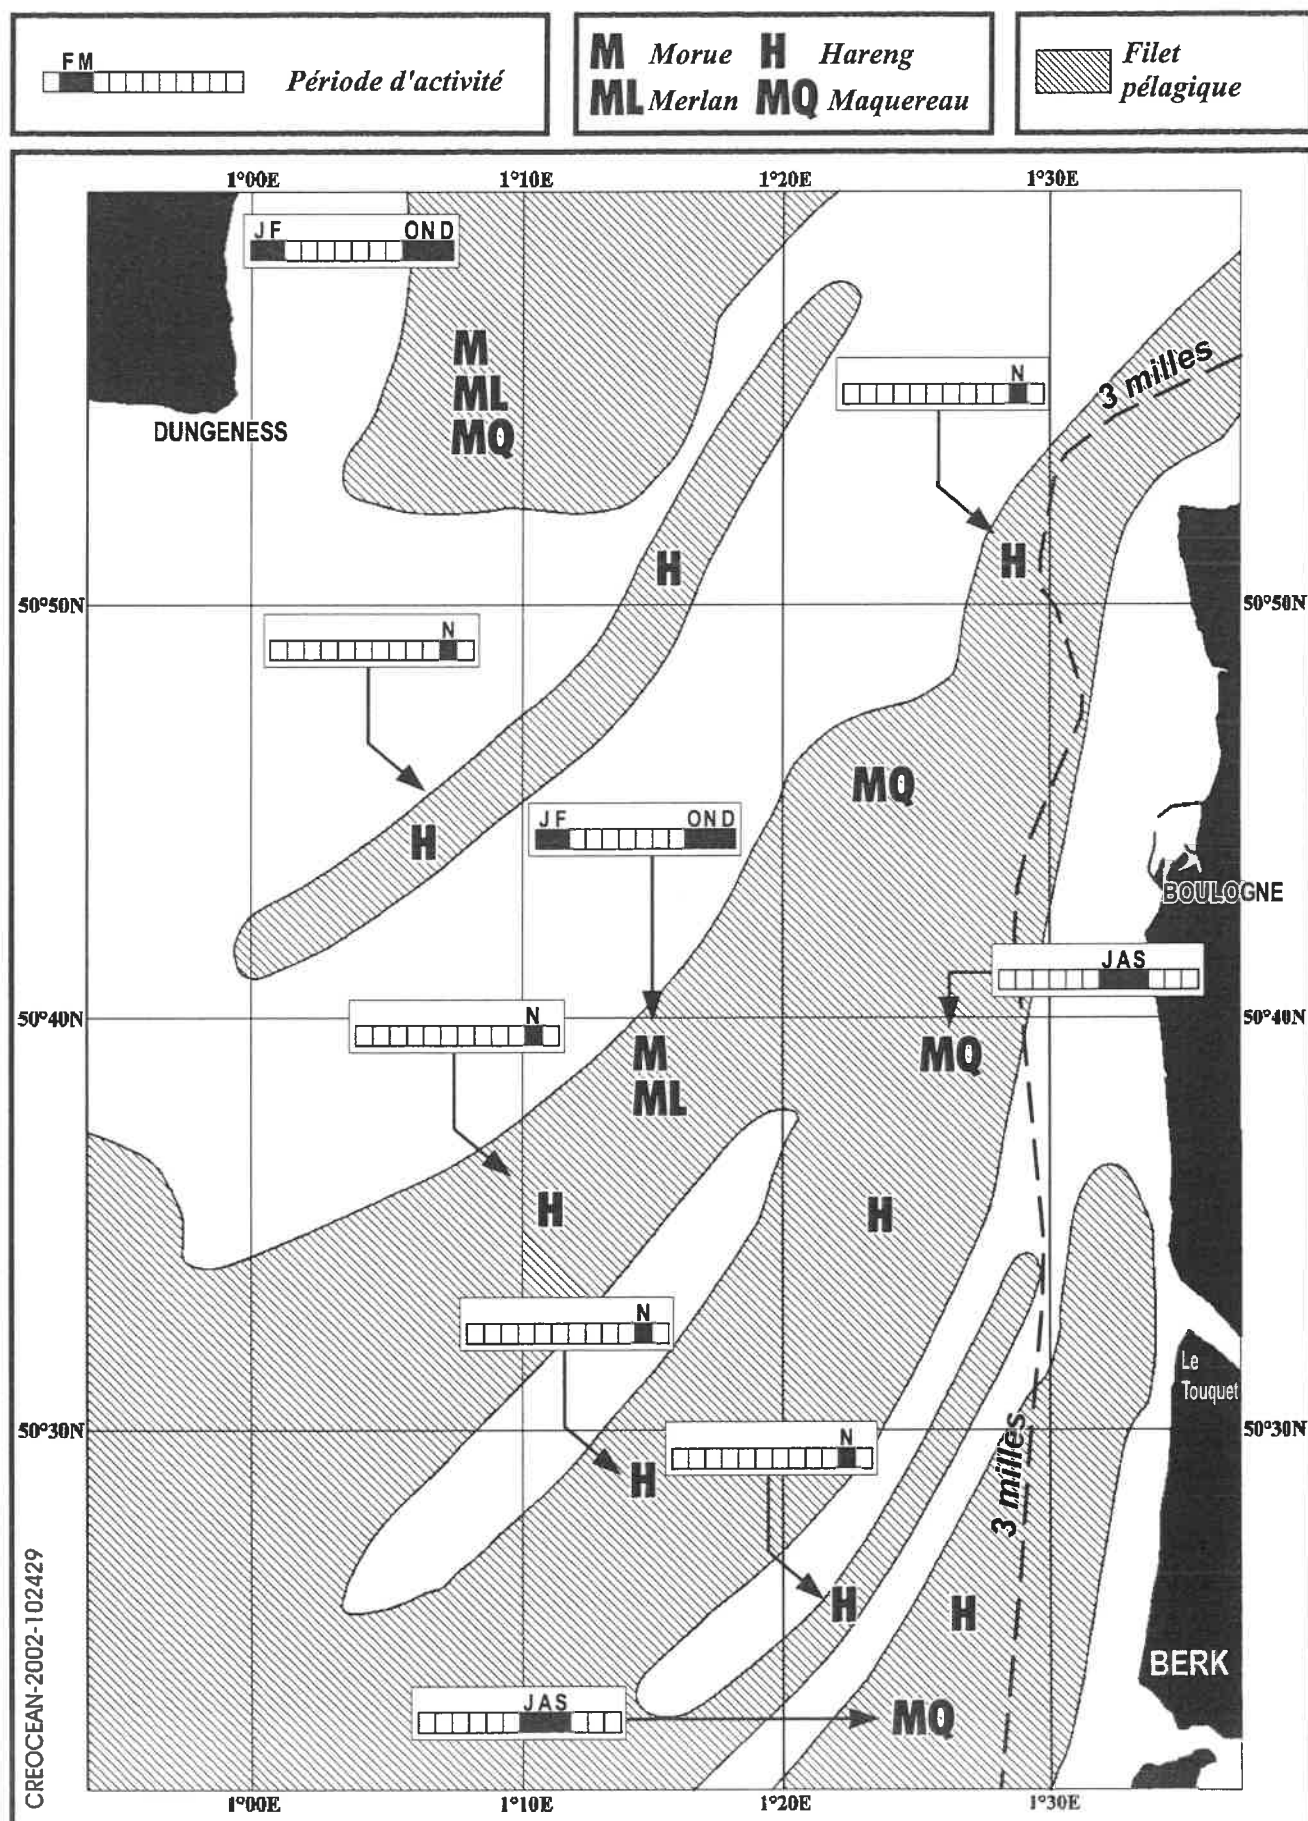 FM
Période d'activité
M Morue H Hareng
ML Merlan MQ Maquereau
Filet
pélagique
1°00E 1°10E 1°20E 1°30E
JF OND
M
ML
MQ
DUNGENESS
N
3 milles
H
H
50°50N 50°50N
N
MQ
JF OND
H
BOULOGNE
JAS
N
50°40N 50°40N
M
ML
MQ
H
H
N
Le
Touquet
50°30N 50°30N
N
H
3 milles
H
H
BERK
JAS
MQ
CREOCEAN-2002-102429
1°00E 1°10E 1°20E 1°30E